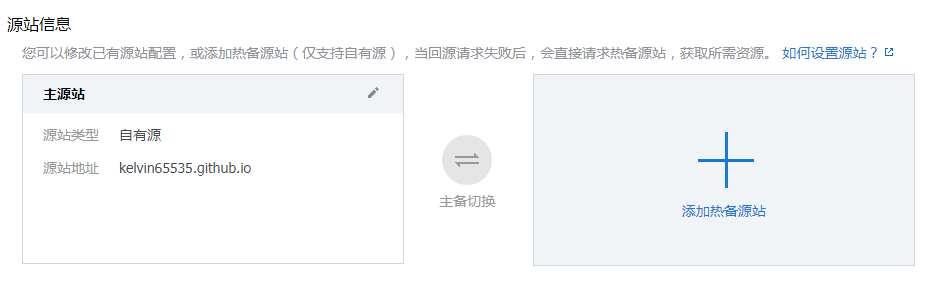 源站信息
您可以修改已有源站配置，或添加热备源站（仅支持自有源），当回源请求失败后，会直接请求热备源站，获取所需资源。 如何设置源站？
主源站
源站类型 自有源
源站地址 kelvin65535.github.io
主备切换
添加热备源站